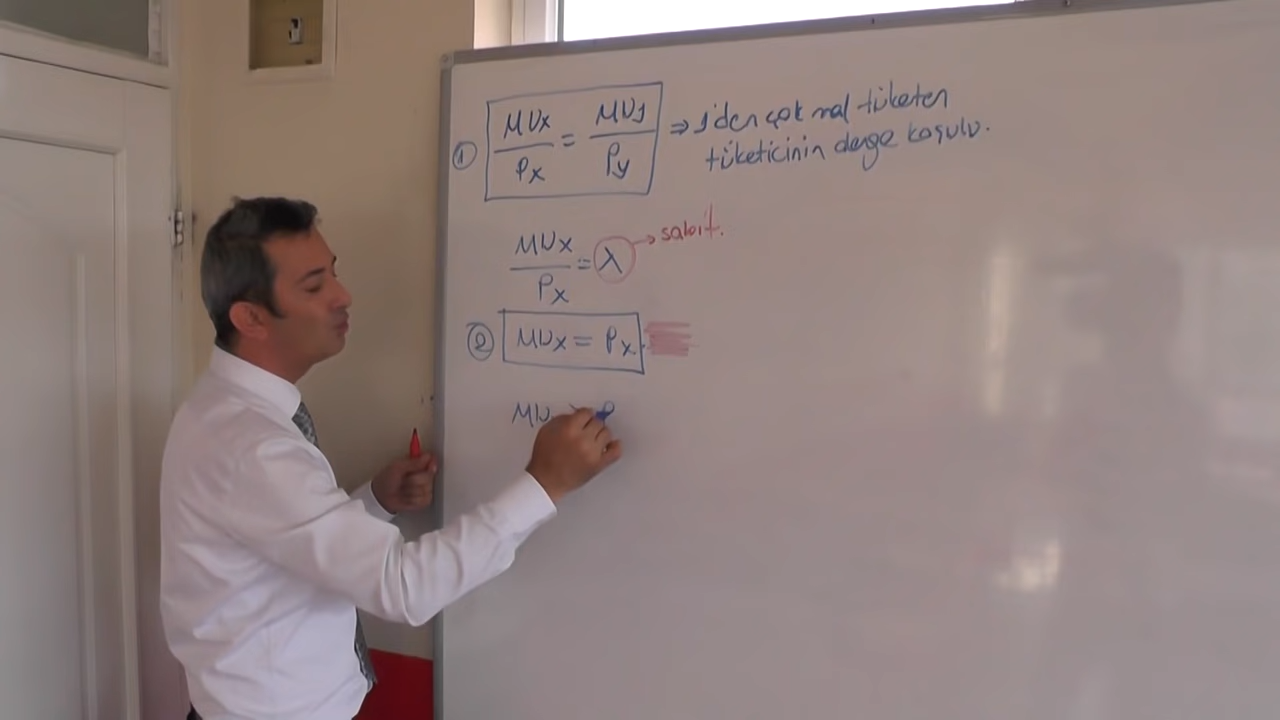 ① MUx/Px = MUy/Py ⇒ 1'den çok mal tüketen
tüketicinin denge koşulu.
MUx/Px = λ → sabit.
② MUx = Px.
MU > P